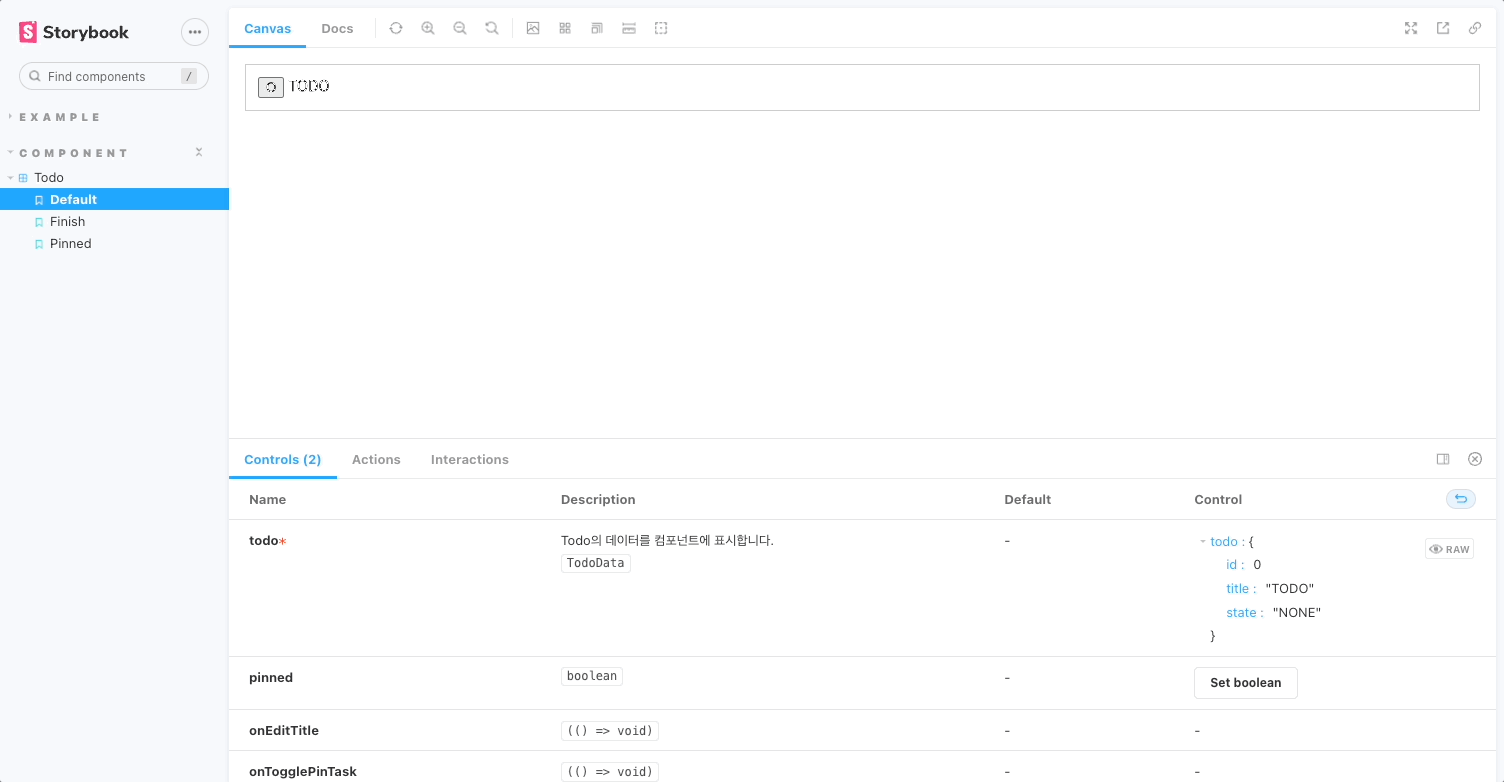 Storybook
Find components /
EXAMPLE
COMPONENT
Todo
Default
Finish
Pinned
Canvas Docs
TODO
Controls (2) Actions Interactions
Name Description Default Control
todo* Todo의 데이터를 컴포넌트에 표시합니다. - todo : {
TodoData
RAW
id : 0
title : "TODO"
state : "NONE"
}
pinned boolean - Set boolean
onEditTitle (() => void) - -
onTogglePinTask (() => void) - -